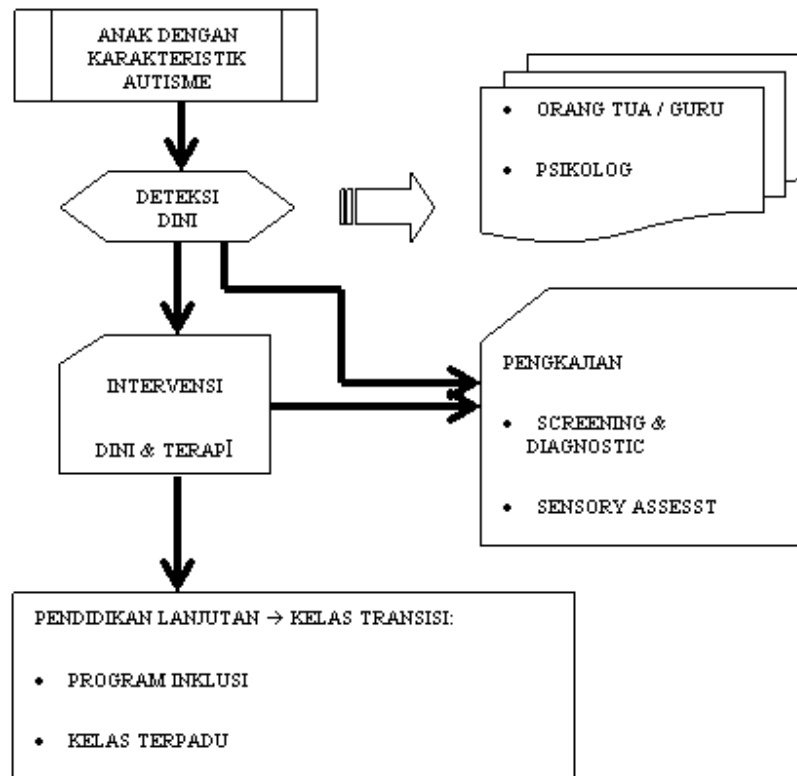 ANAK DENGAN
KARAKTERISTIK
AUTISME
• ORANG TUA / GURU
• PSIKOLOG
DETEKSI
DINI
INTERVENSI
DINI & TERAPI
PENGKAJIAN
• SCREENING &
DIAGNOSTIC
• SENSORY ASSESST
PENDIDIKAN LANJUTAN → KELAS TRANSISI:
• PROGRAM INKLUSI
• KELAS TERPADU